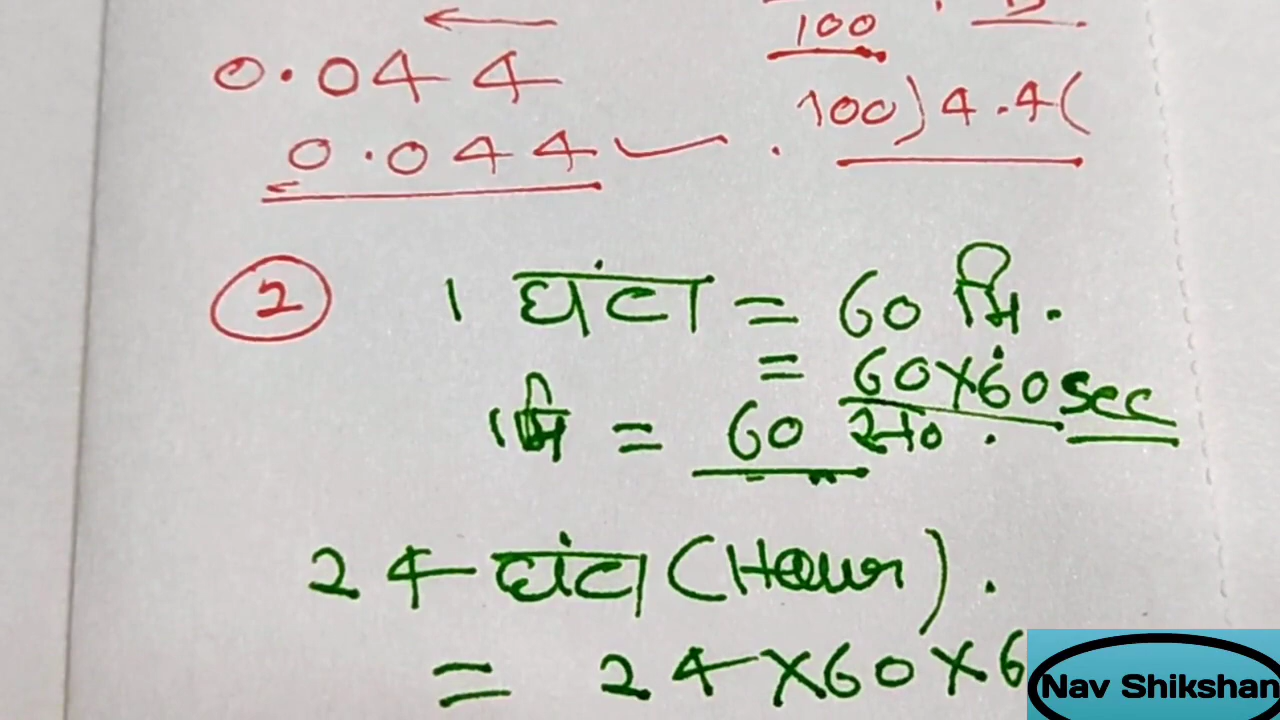 100
0.044
100)4.4(
0.044
2
1 घंटा = 60 मि.
= 60×60 sec
1 मि = 60 से० .
24 घंटा (Hour).
= 24×60×6
Nav Shikshan